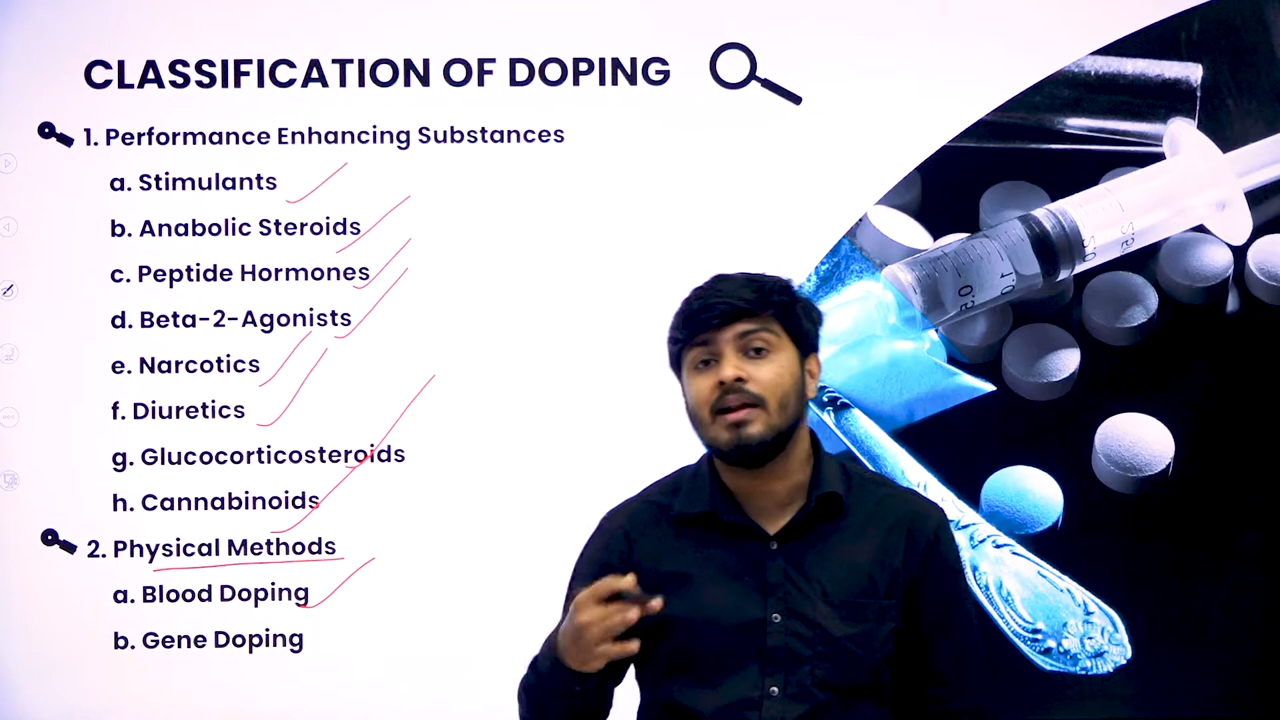 CLASSIFICATION OF DOPING
1. Performance Enhancing Substances
a. Stimulants
b. Anabolic Steroids
c. Peptide Hormones
d. Beta-2-Agonists
e. Narcotics
f. Diuretics
g. Glucocorticosteroids
h. Cannabinoids
2. Physical Methods
a. Blood Doping
b. Gene Doping